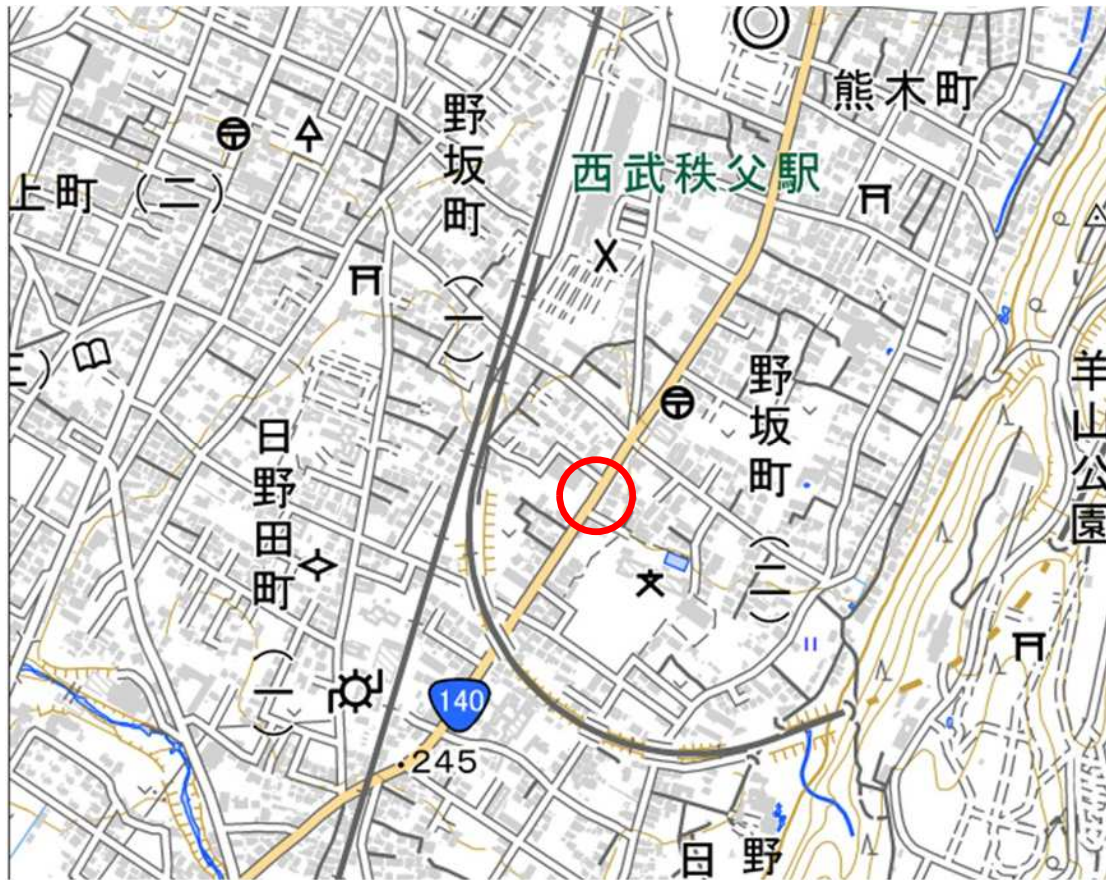 熊木町
野坂町（一）
西武秩父駅
上町（二）
三）
野坂町（二）
羊山公園
日野田町（一）
140
245
日野